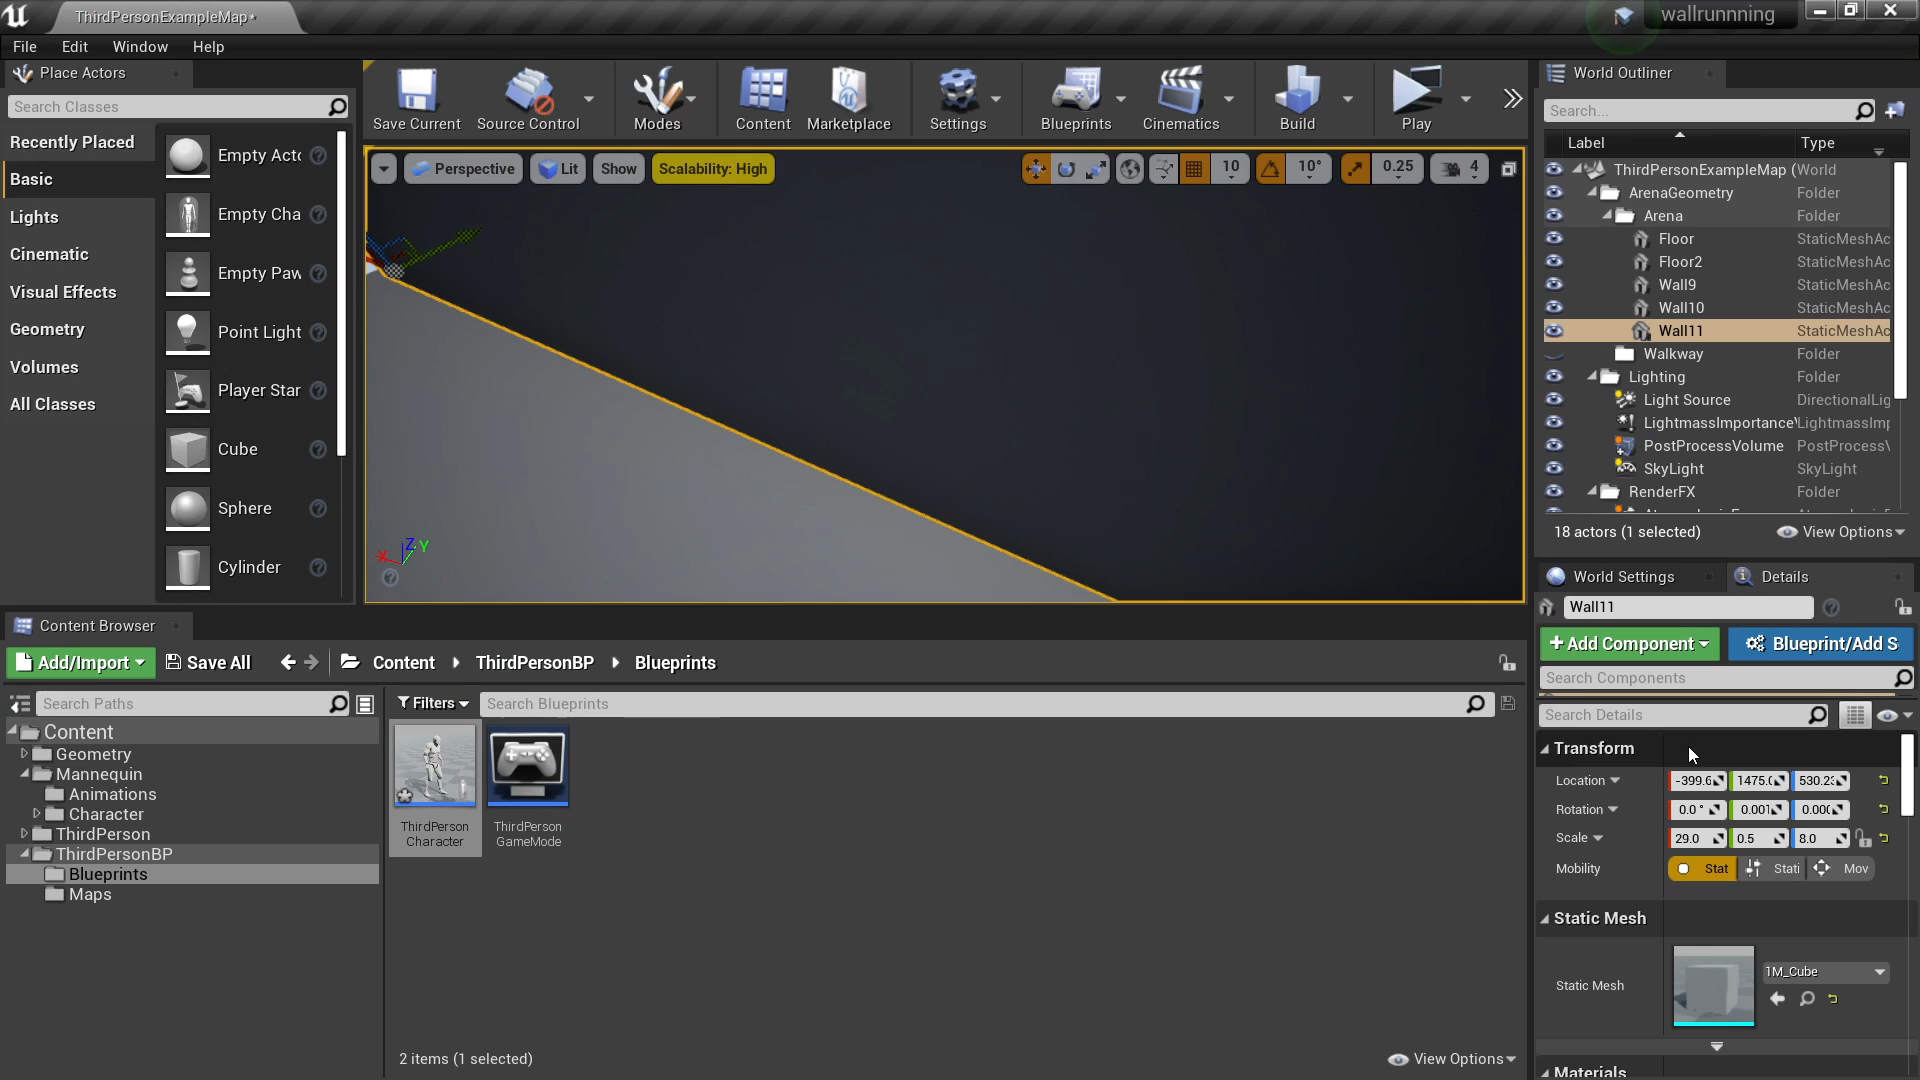 ThirdPersonExampleMap*
wallrunnning
File Edit Window Help
Place Actors
Search Classes
Recently Placed
Basic
Lights
Cinematic
Visual Effects
Geometry
Volumes
All Classes
Empty Acto
Empty Cha
Empty Paw
Point Light
Player Star
Cube
Sphere
Cylinder
Save Current
Source Control
Modes
Content
Marketplace
Settings
Blueprints
Cinematics
Build
Play
Perspective
Lit
Show
Scalability: High
10
10°
0.25
4
X Z Y
World Outliner
Search...
Label Type
ThirdPersonExampleMap (World
ArenaGeometry Folder
Arena Folder
Floor StaticMeshAc
Floor2 StaticMeshAc
Wall9 StaticMeshAc
Wall10 StaticMeshAc
Wall11 StaticMeshAc
Walkway Folder
Lighting Folder
Light Source DirectionalLig
LightmassImportance LightmassImp
PostProcessVolume PostProcessV
SkyLight SkyLight
RenderFX Folder
18 actors (1 selected)
View Options
World Settings
Details
Wall11
+Add Component
Blueprint/Add S
Search Components
Search Details
Transform
Location -399.6 1475.0 530.23
Rotation 0.0 ° 0.001 0.000
Scale 29.0 0.5 8.0
Mobility Stat Stati Mov
Static Mesh
Static Mesh
1M_Cube
Materials
Content Browser
Add/Import
Save All
Content
ThirdPersonBP
Blueprints
Search Paths
Filters
Search Blueprints
Content
Geometry
Mannequin
Animations
Character
ThirdPerson
ThirdPersonBP
Blueprints
Maps
ThirdPerson
Character
ThirdPerson
GameMode
2 items (1 selected)
View Options